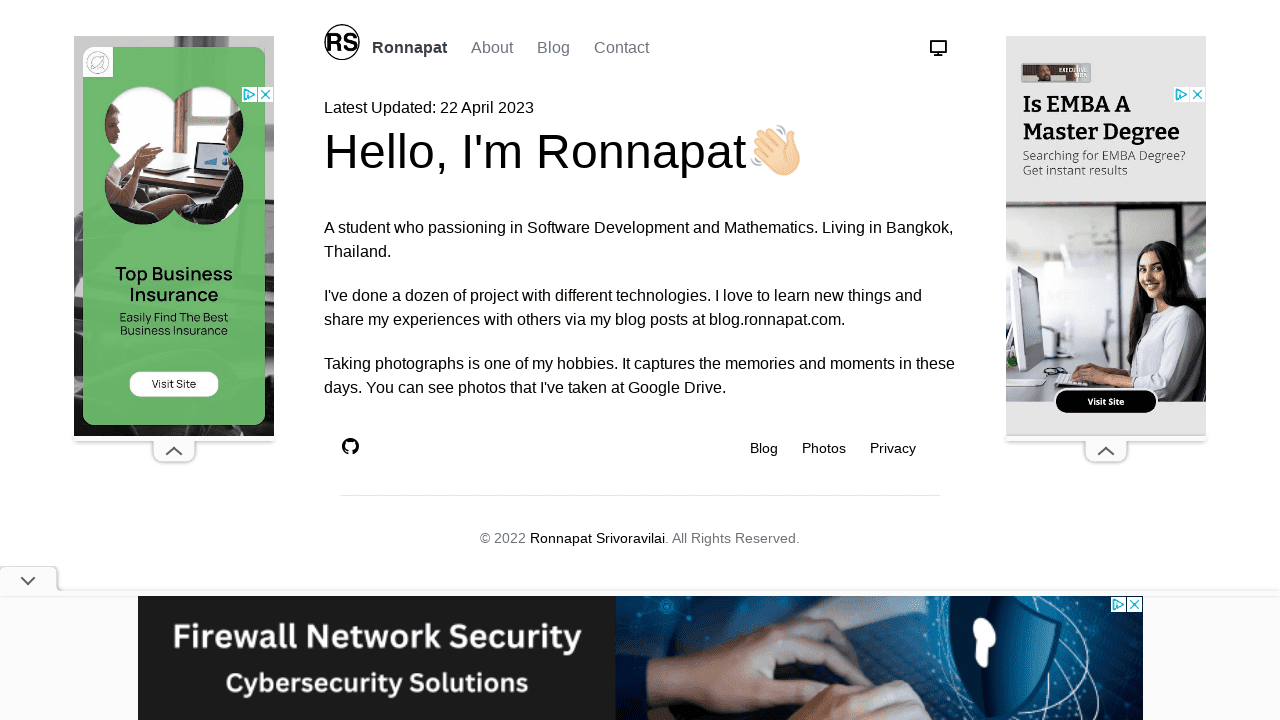 RS
Ronnapat About Blog Contact
Latest Updated: 22 April 2023
Hello, I'm Ronnapat👋🏻
A student who passioning in Software Development and Mathematics. Living in Bangkok,
Thailand.
I've done a dozen of project with different technologies. I love to learn new things and
share my experiences with others via my blog posts at blog.ronnapat.com.
Taking photographs is one of my hobbies. It captures the memories and moments in these
days. You can see photos that I've taken at Google Drive.
Blog Photos Privacy
© 2022 Ronnapat Srivoravilai. All Rights Reserved.
Top Business
Insurance
Easily Find The Best
Business Insurance
Visit Site
EXECUTIVE
MBA
Is EMBA A
Master Degree
Searching for EMBA Degree?
Get instant results
Visit Site
Firewall Network Security
Cybersecurity Solutions